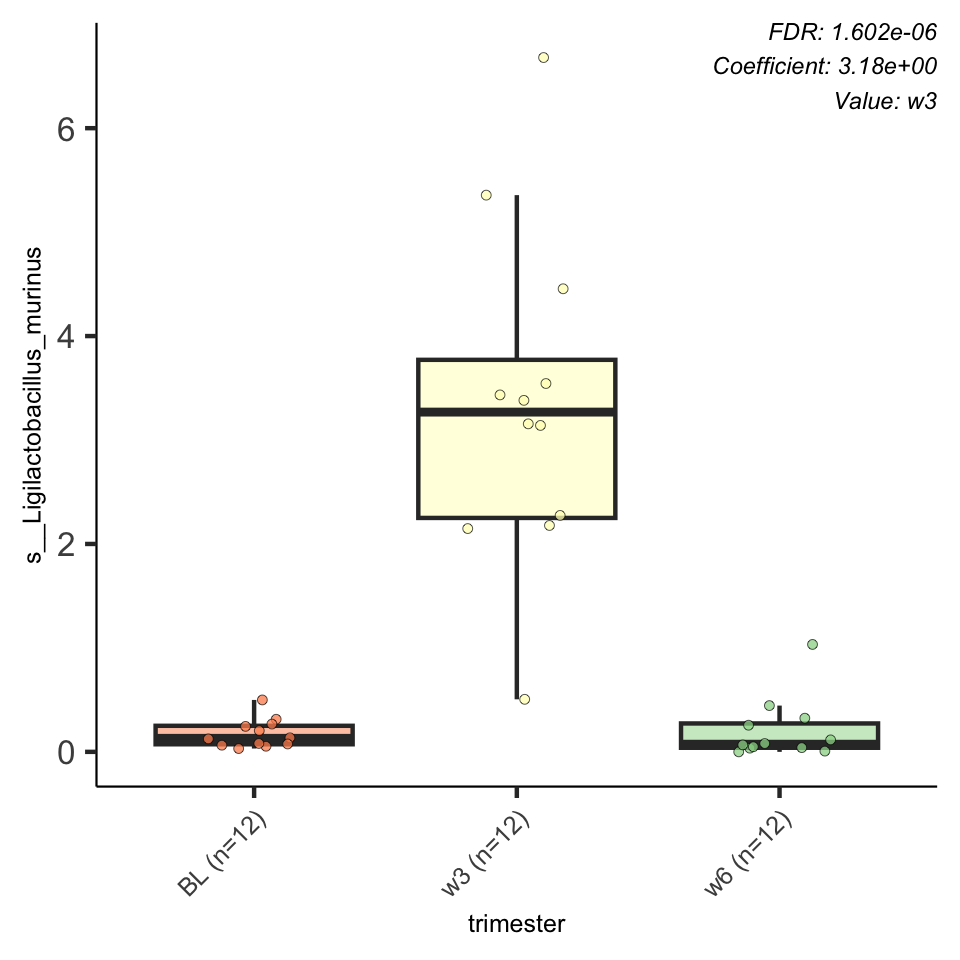 FDR: 1.602e-06
Coefficient: 3.18e+00
Value: w3
s__Ligilactobacillus_murinus
6
4
2
0
BL (n=12)
w3 (n=12)
w6 (n=12)
trimester